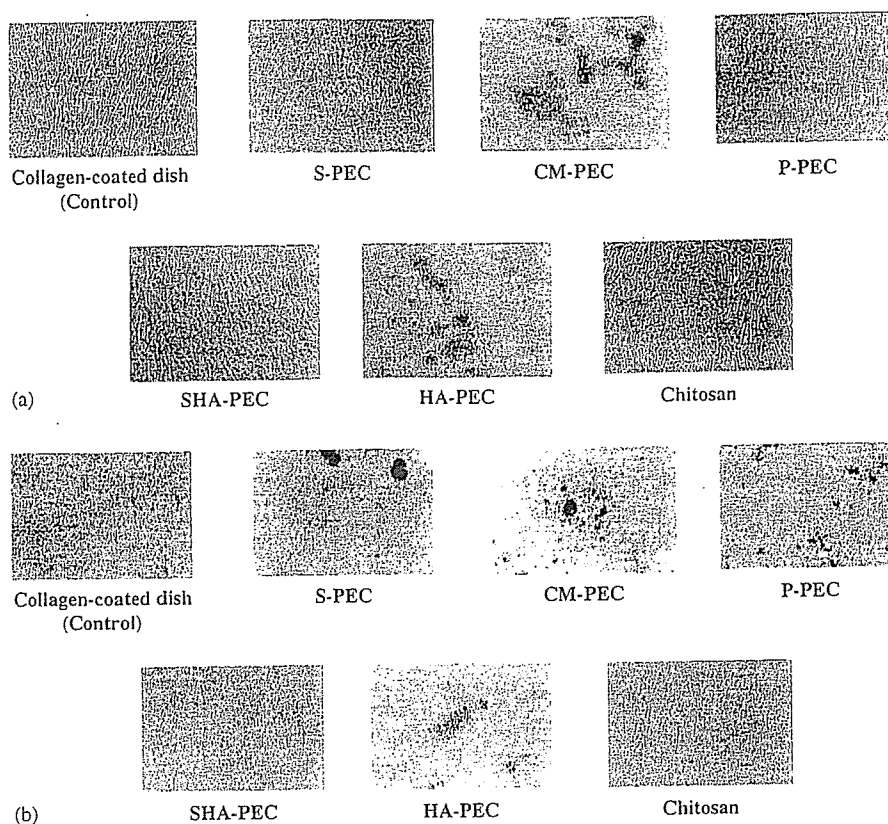 Collagen-coated dish
(Control)
S-PEC
CM-PEC
P-PEC
(a)
SHA-PEC
HA-PEC
Chitosan
Collagen-coated dish
(Control)
S-PEC
CM-PEC
P-PEC
(b)
SHA-PEC
HA-PEC
Chitosan